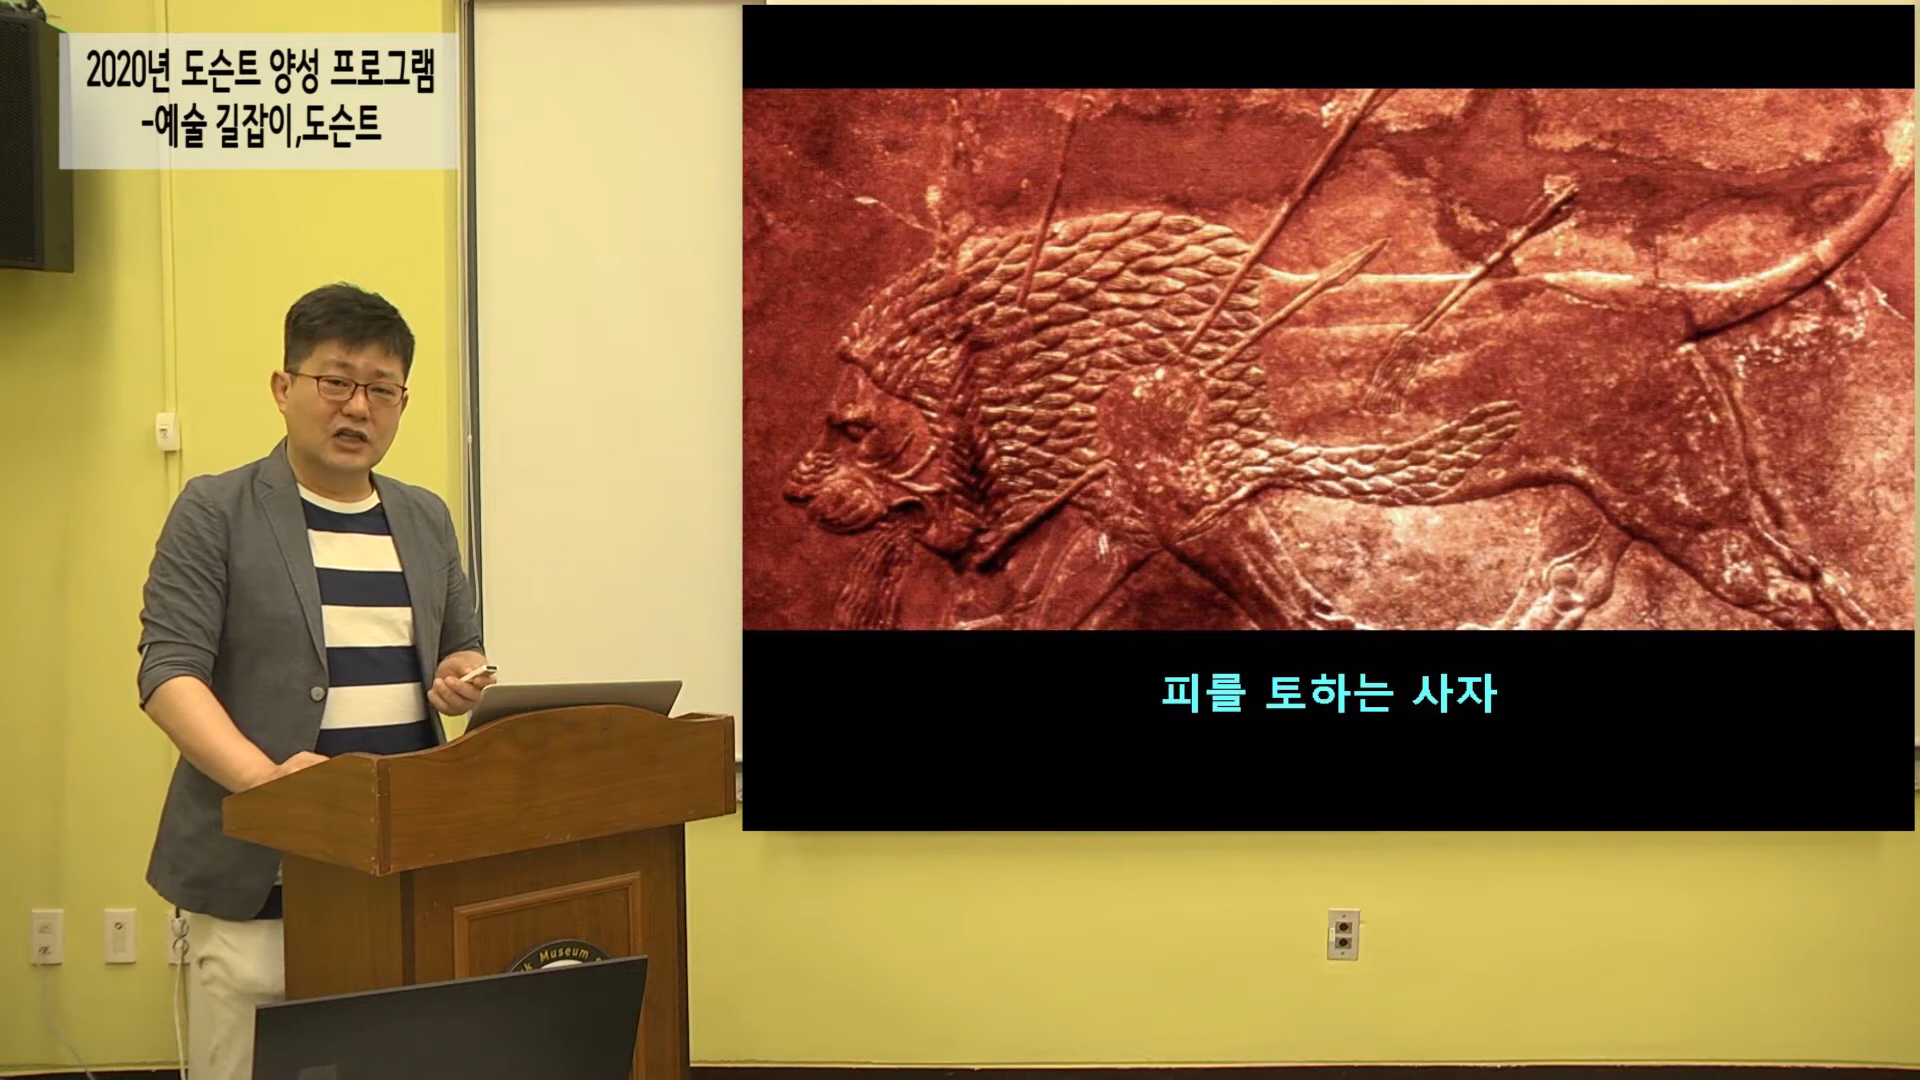 2020년 도슨트 양성 프로그램
-예술 길잡이,도슨트
피를 토하는 사자
Museum